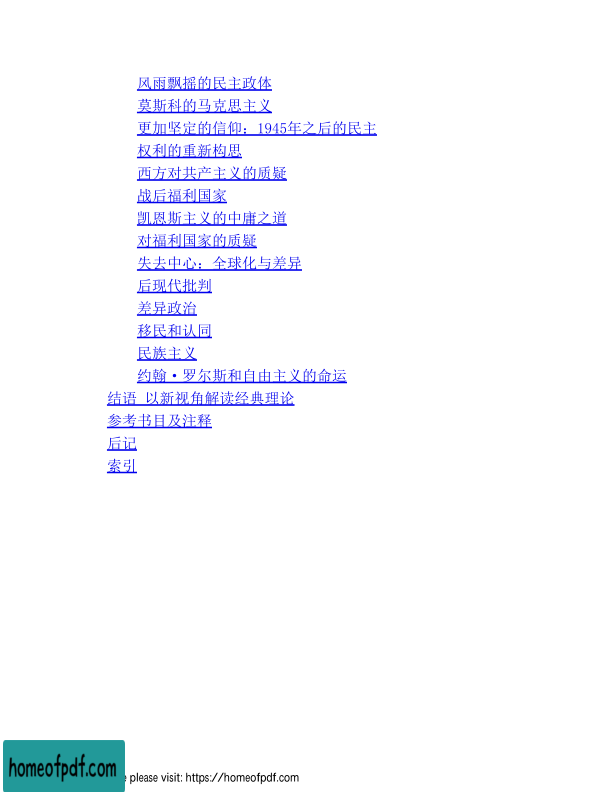 风雨飘摇的民主政体
莫斯科的马克思主义
更加坚定的信仰：1945年之后的民主
权利的重新构思
西方对共产主义的质疑
战后福利国家
凯恩斯主义的中庸之道
对福利国家的质疑
失去中心：全球化与差异
后现代批判
差异政治
移民和认同
民族主义
约翰·罗尔斯和自由主义的命运
结语 以新视角解读经典理论
参考书目及注释
后记
索引
homeofpdf.com
please visit: https://homeofpdf.com